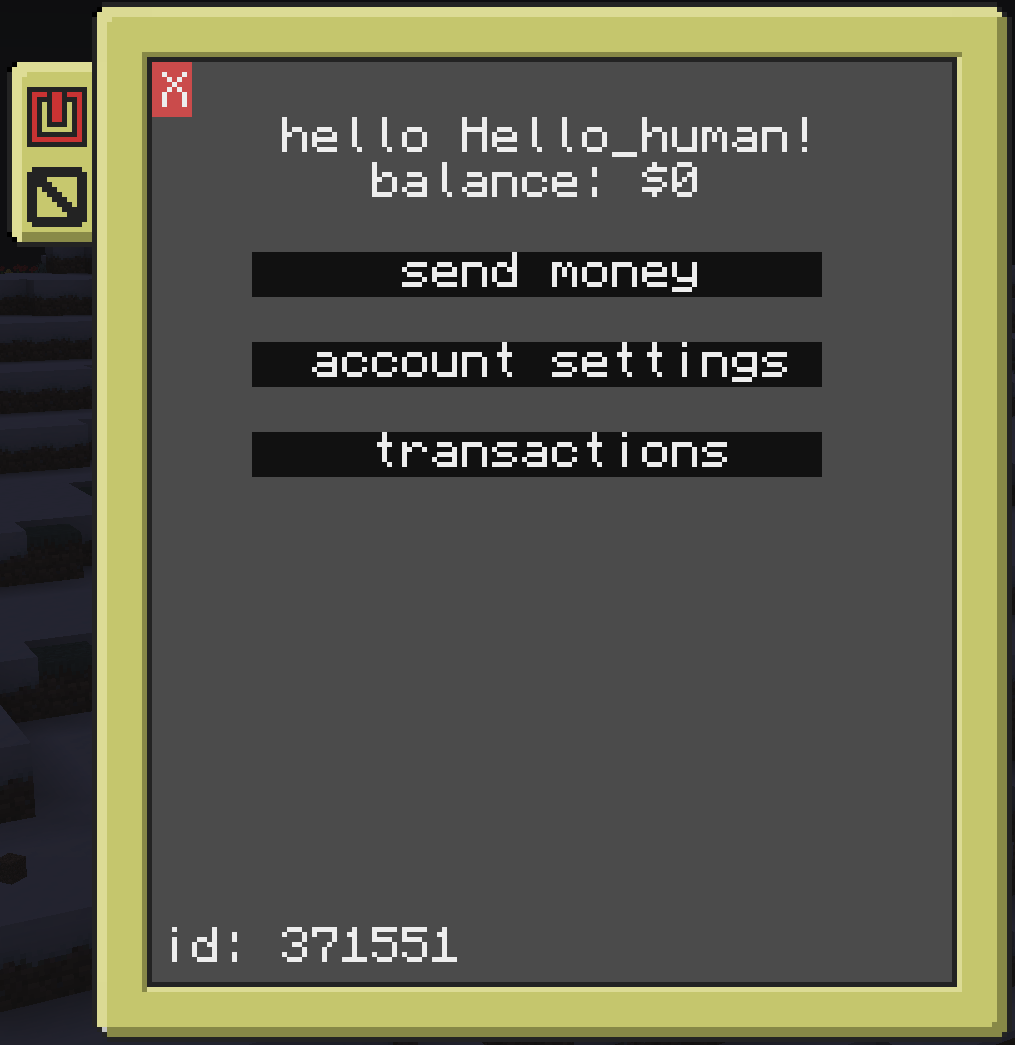 X
hello Hello_human!
balance: $0
send money
account settings
transactions
id: 371551